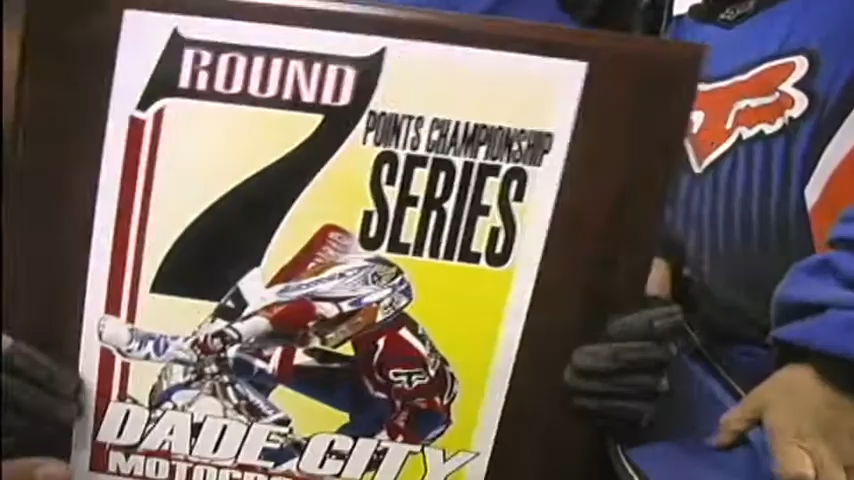 7 ROUND
POINTS CHAMPIONSHIP
SERIES
DADE CITY